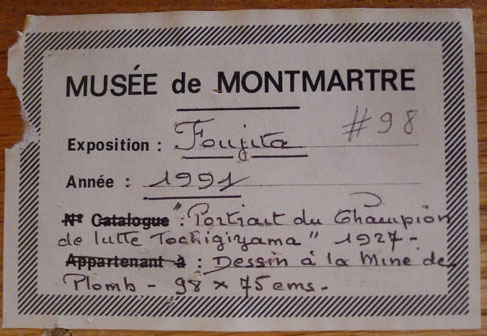 MUSÉE de MONTMARTRE
Exposition : Foujita #98
Année : 1991
N° Catalogue : "Portrait du Champion
de lutte Tochigiyama" 1927-
Appartenant à : Dessin à la Mine de
Plomb - 98 x 75 cms-